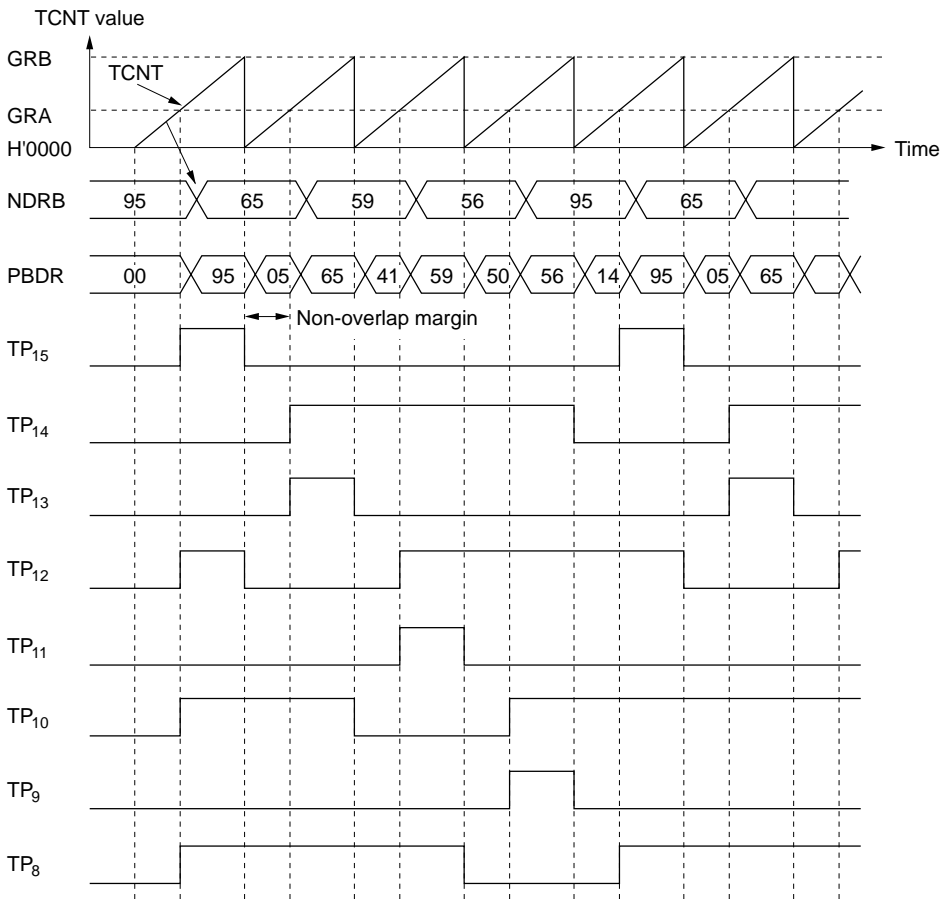 TCNT value
GRB
TCNT
GRA
H'0000
Time
NDRB 95 65 59 56 95 65
PBDR 00 95 05 65 41 59 50 56 14 95 05 65
Non-overlap margin
TP15
TP14
TP13
TP12
TP11
TP10
TP9
TP8